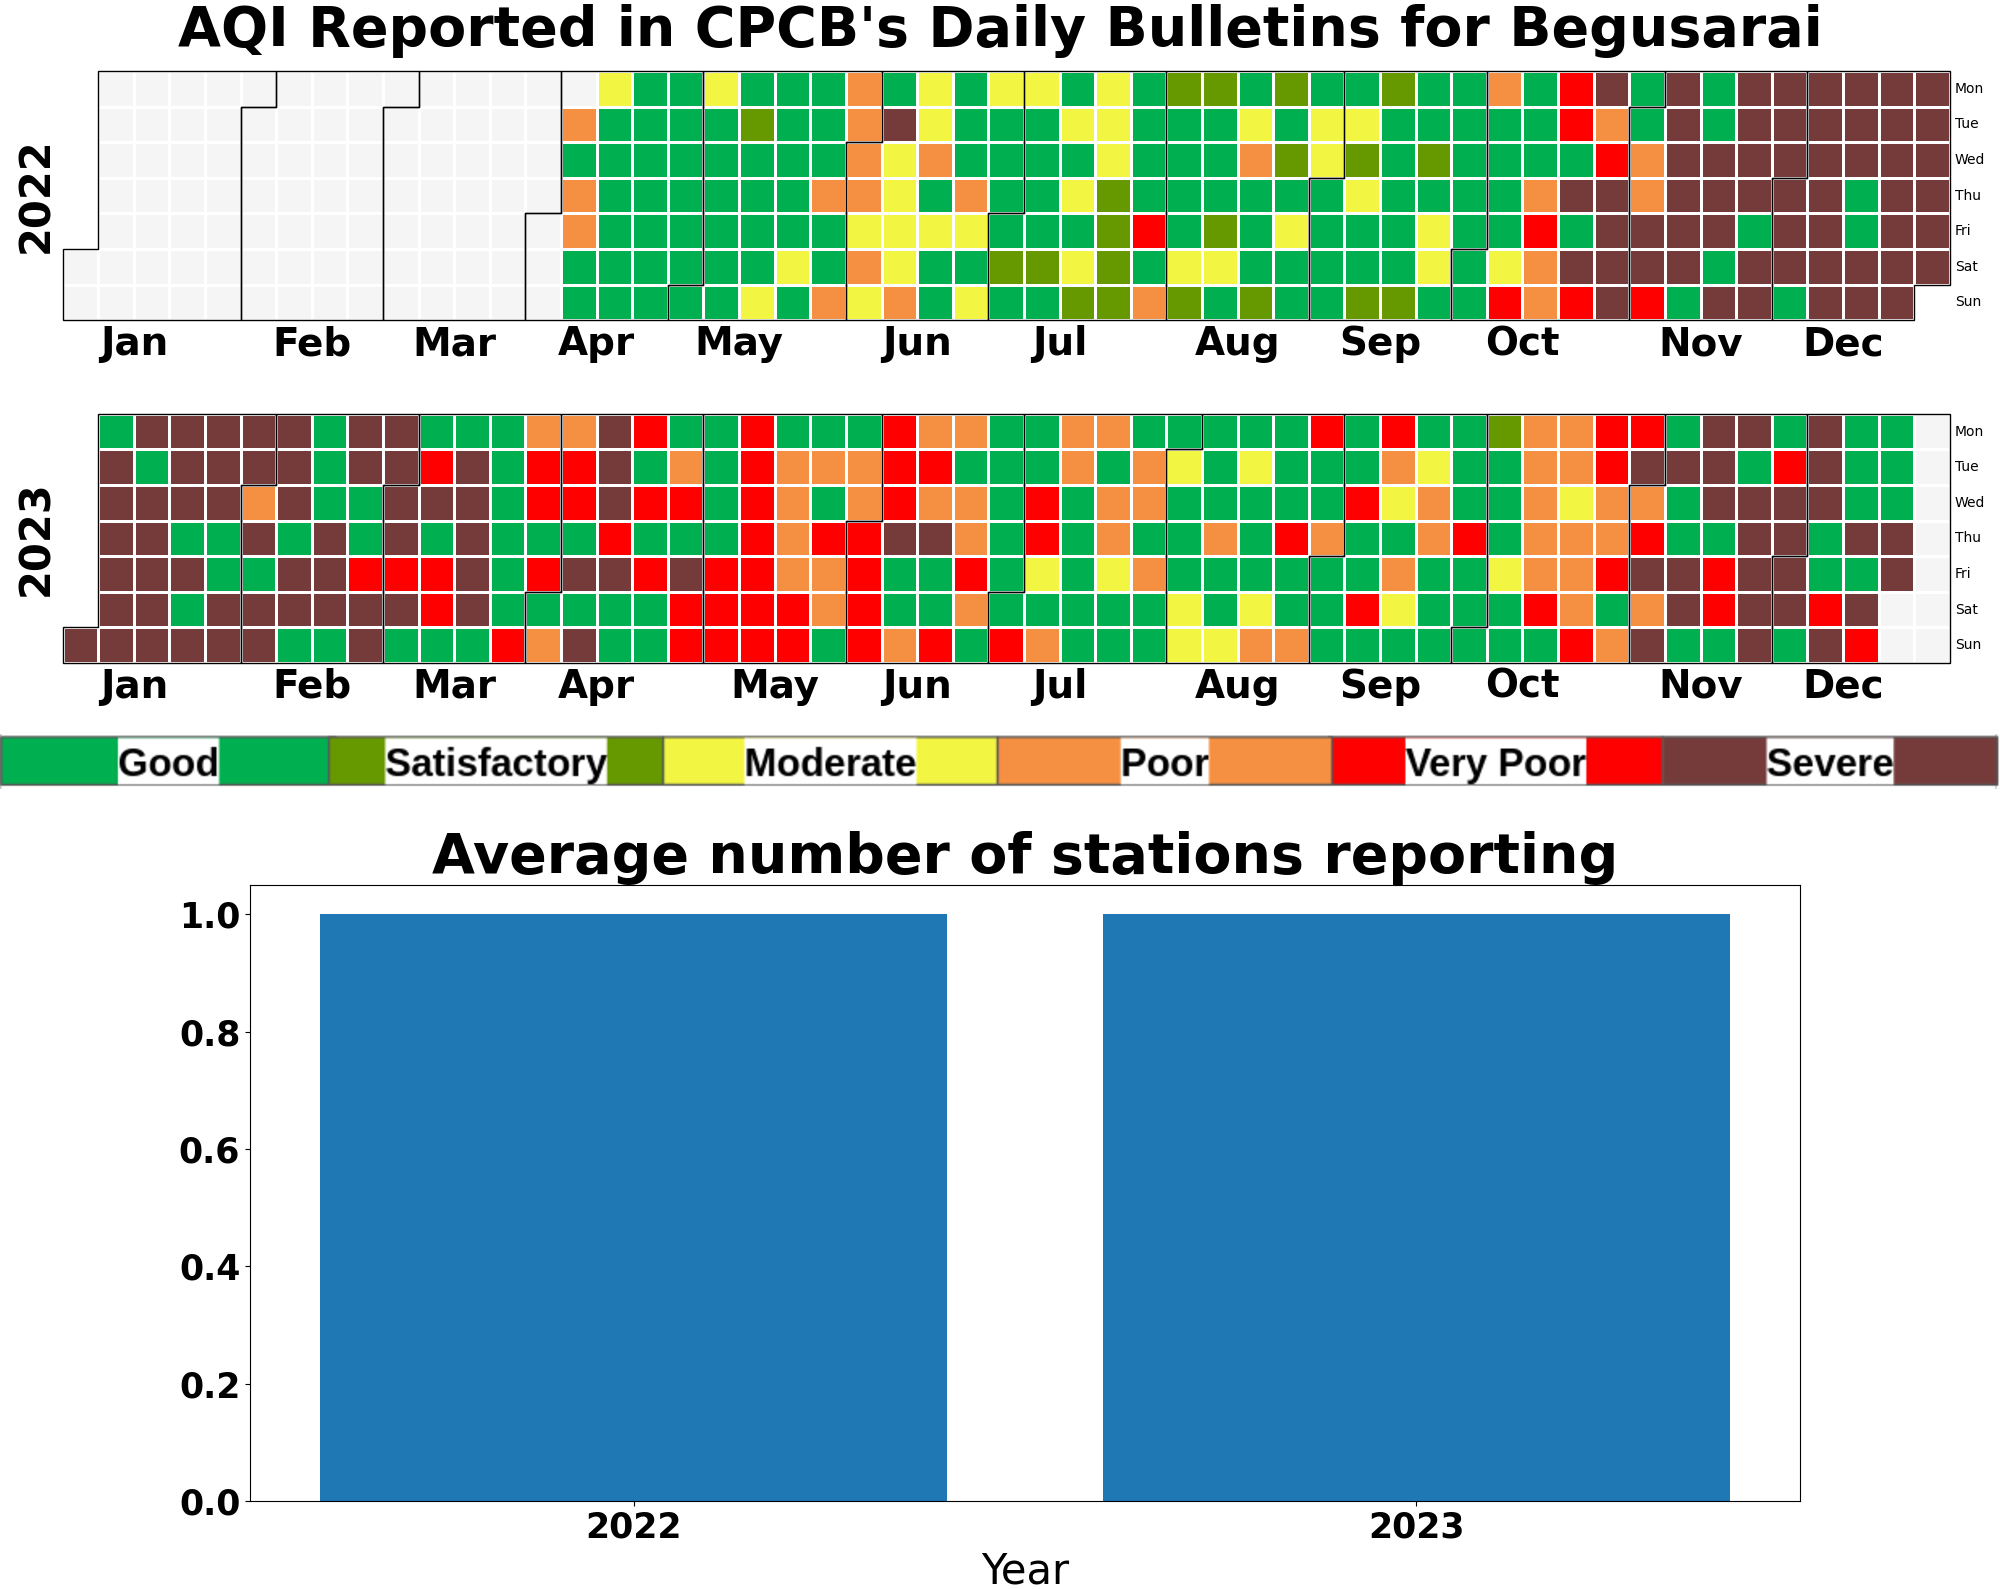 AQI Reported in CPCB's Daily Bulletins for Begusarai
2022
Mon
Tue
Wed
Thu
Fri
Sat
Sun
Jan Feb Mar Apr May Jun Jul Aug Sep Oct Nov Dec
2023
Mon
Tue
Wed
Thu
Fri
Sat
Sun
Jan Feb Mar Apr May Jun Jul Aug Sep Oct Nov Dec
Good Satisfactory Moderate Poor Very Poor Severe
Average number of stations reporting
1.0
0.8
0.6
0.4
0.2
0.0
2022 2023
Year